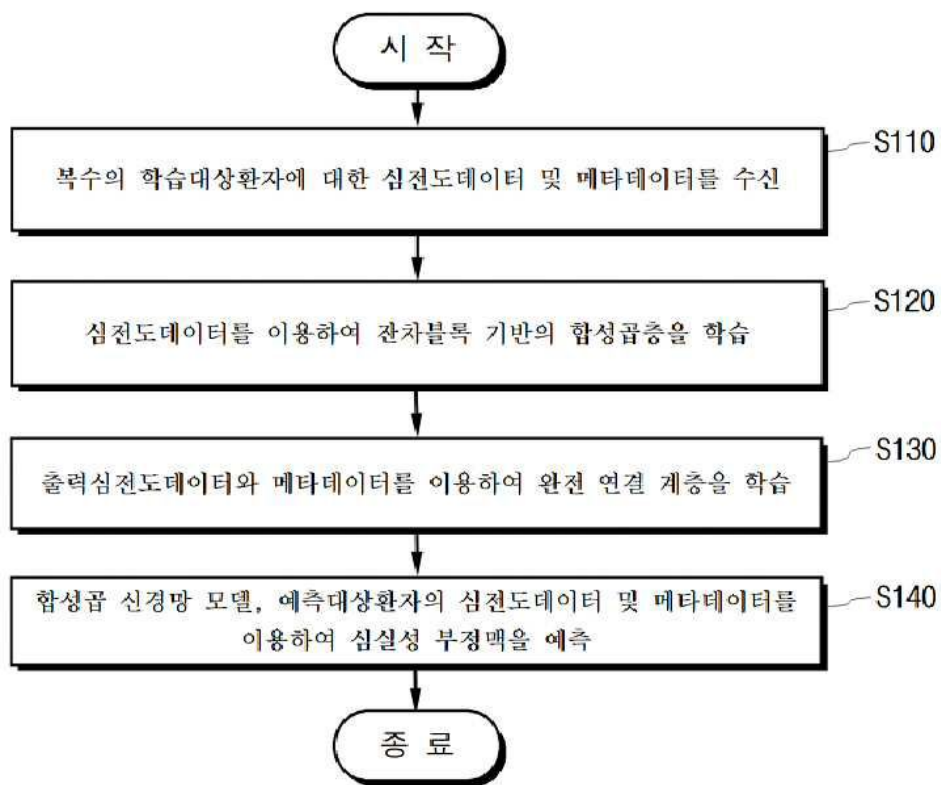 시 작
S110
복수의 학습대상환자에 대한 심전도데이터 및 메타데이터를 수신
S120
심전도데이터를 이용하여 잔차블록 기반의 합성곱층을 학습
S130
출력심전도데이터와 메타데이터를 이용하여 완전 연결 계층을 학습
S140
합성곱 신경망 모델, 예측대상환자의 심전도데이터 및 메타데이터를
이용하여 심실성 부정맥을 예측
종 료